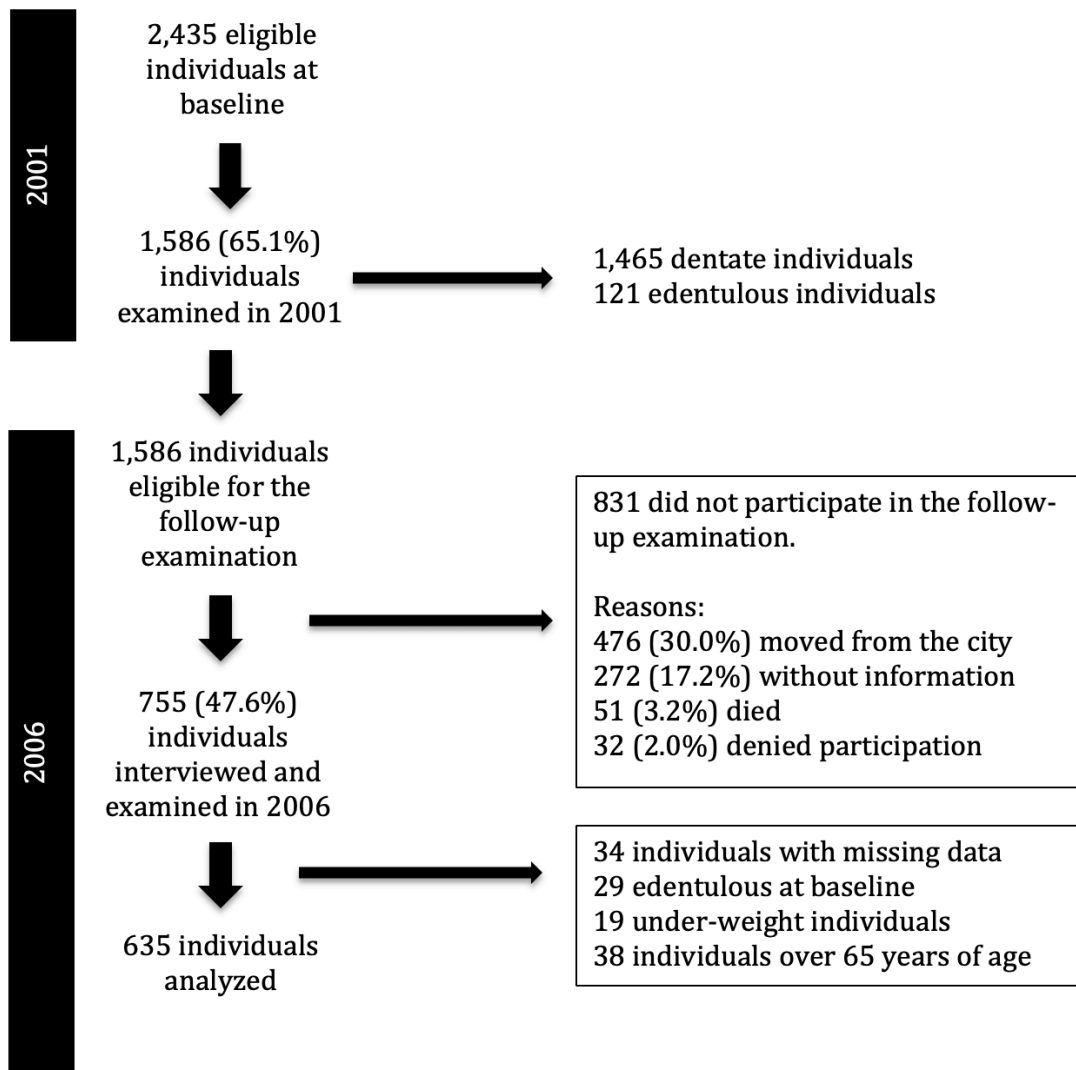 2001
2,435 eligible
individuals at
baseline
1,586 (65.1%)
individuals
examined in 2001
1,465 dentate individuals
121 edentulous individuals
2006
1,586 individuals
eligible for the
follow-up
examination
831 did not participate in the follow-
up examination.
Reasons:
476 (30.0%) moved from the city
272 (17.2%) without information
51 (3.2%) died
32 (2.0%) denied participation
755 (47.6%)
individuals
interviewed and
examined in 2006
34 individuals with missing data
29 edentulous at baseline
19 under-weight individuals
38 individuals over 65 years of age
635 individuals
analyzed